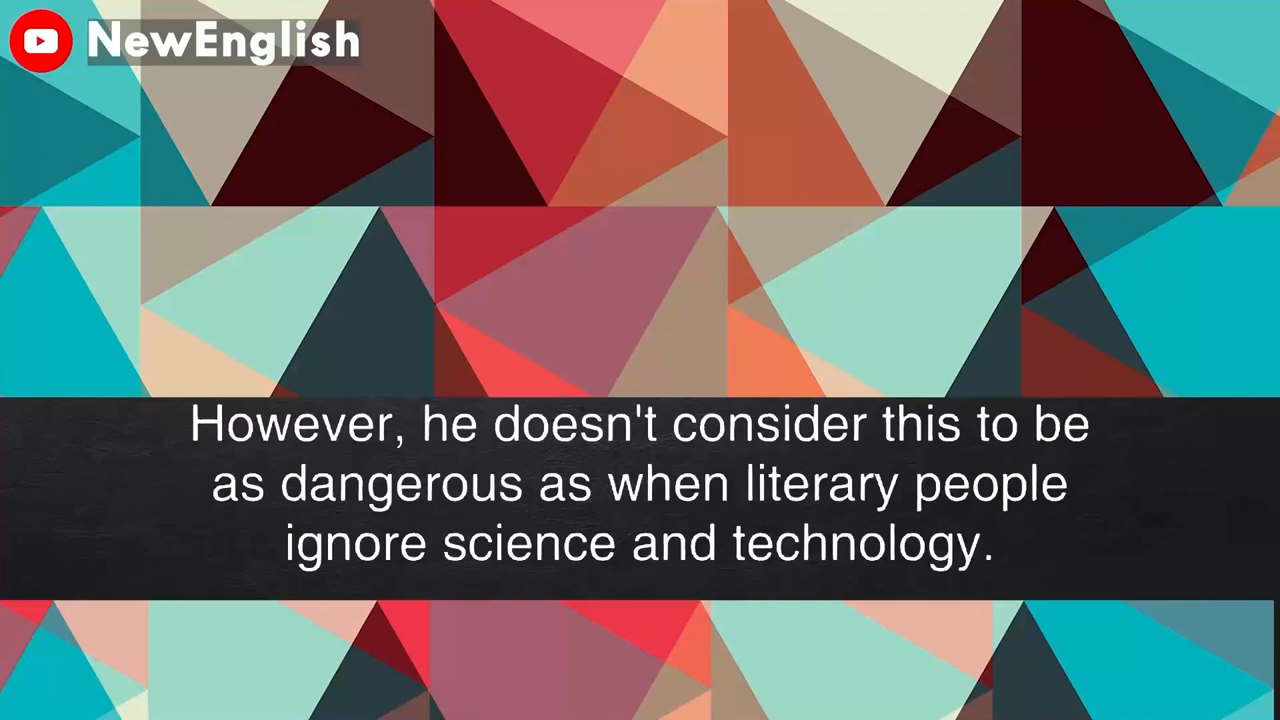 NewEnglish
However, he doesn't consider this to be
as dangerous as when literary people
ignore science and technology.